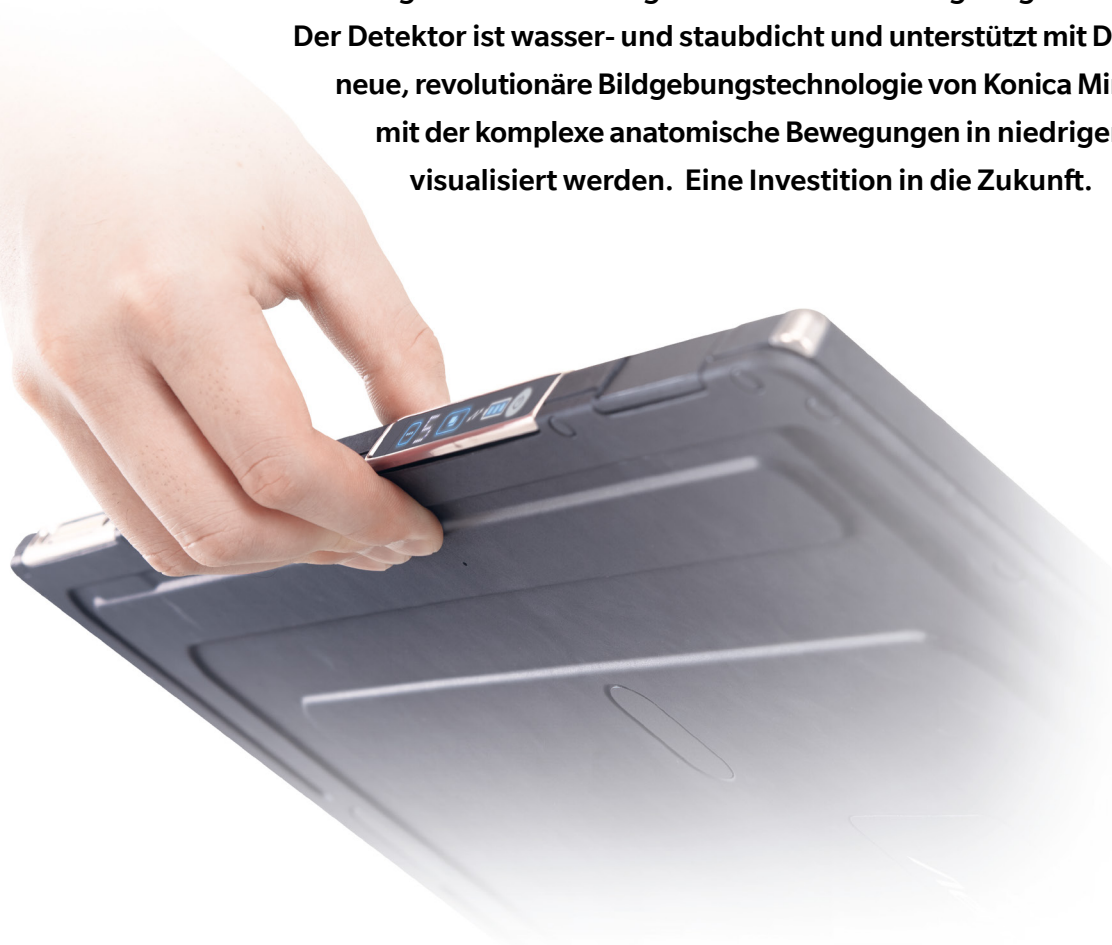 Der Detektor ist wasser- und staubdicht und unterstützt mit
neue, revolutionäre Bildgebungstechnologie von Konica
mit der komplexe anatomische Bewegungen in
visualisiert werden. Eine Investition in die Zukunft.